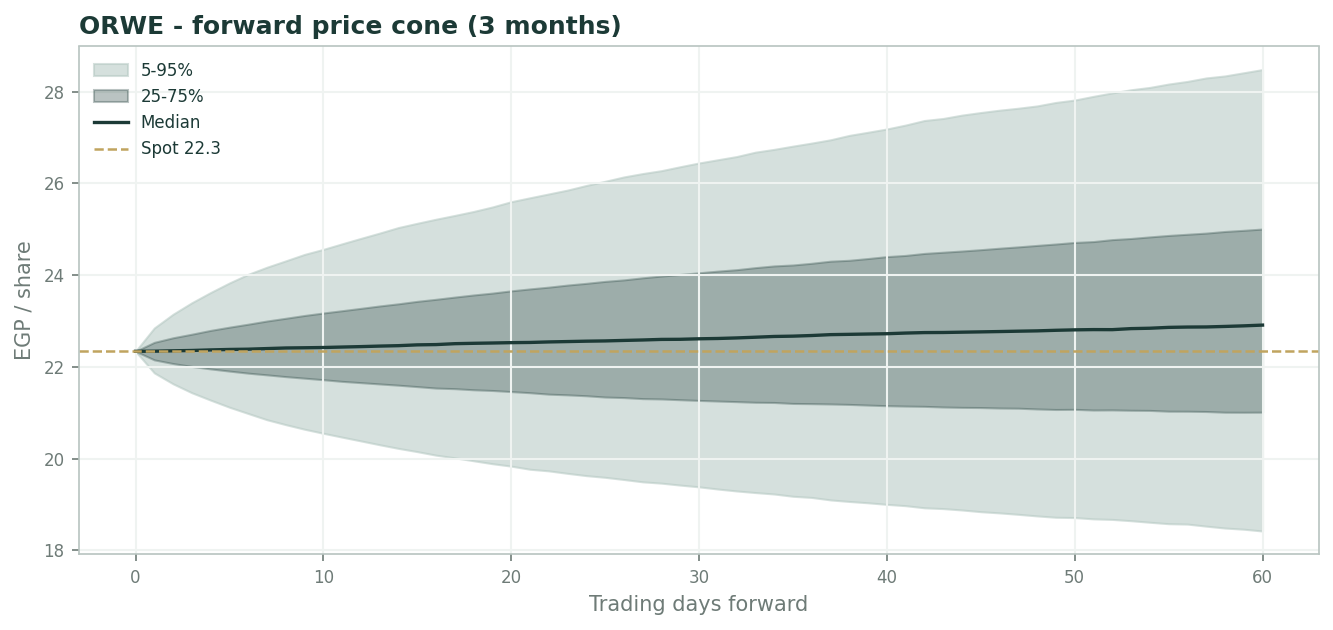 ORWE - forward price cone (3 months)
5-95%
25-75%
Median
Spot 22.3
EGP / share
28
26
24
22
20
18
0 10 20 30 40 50 60
Trading days forward